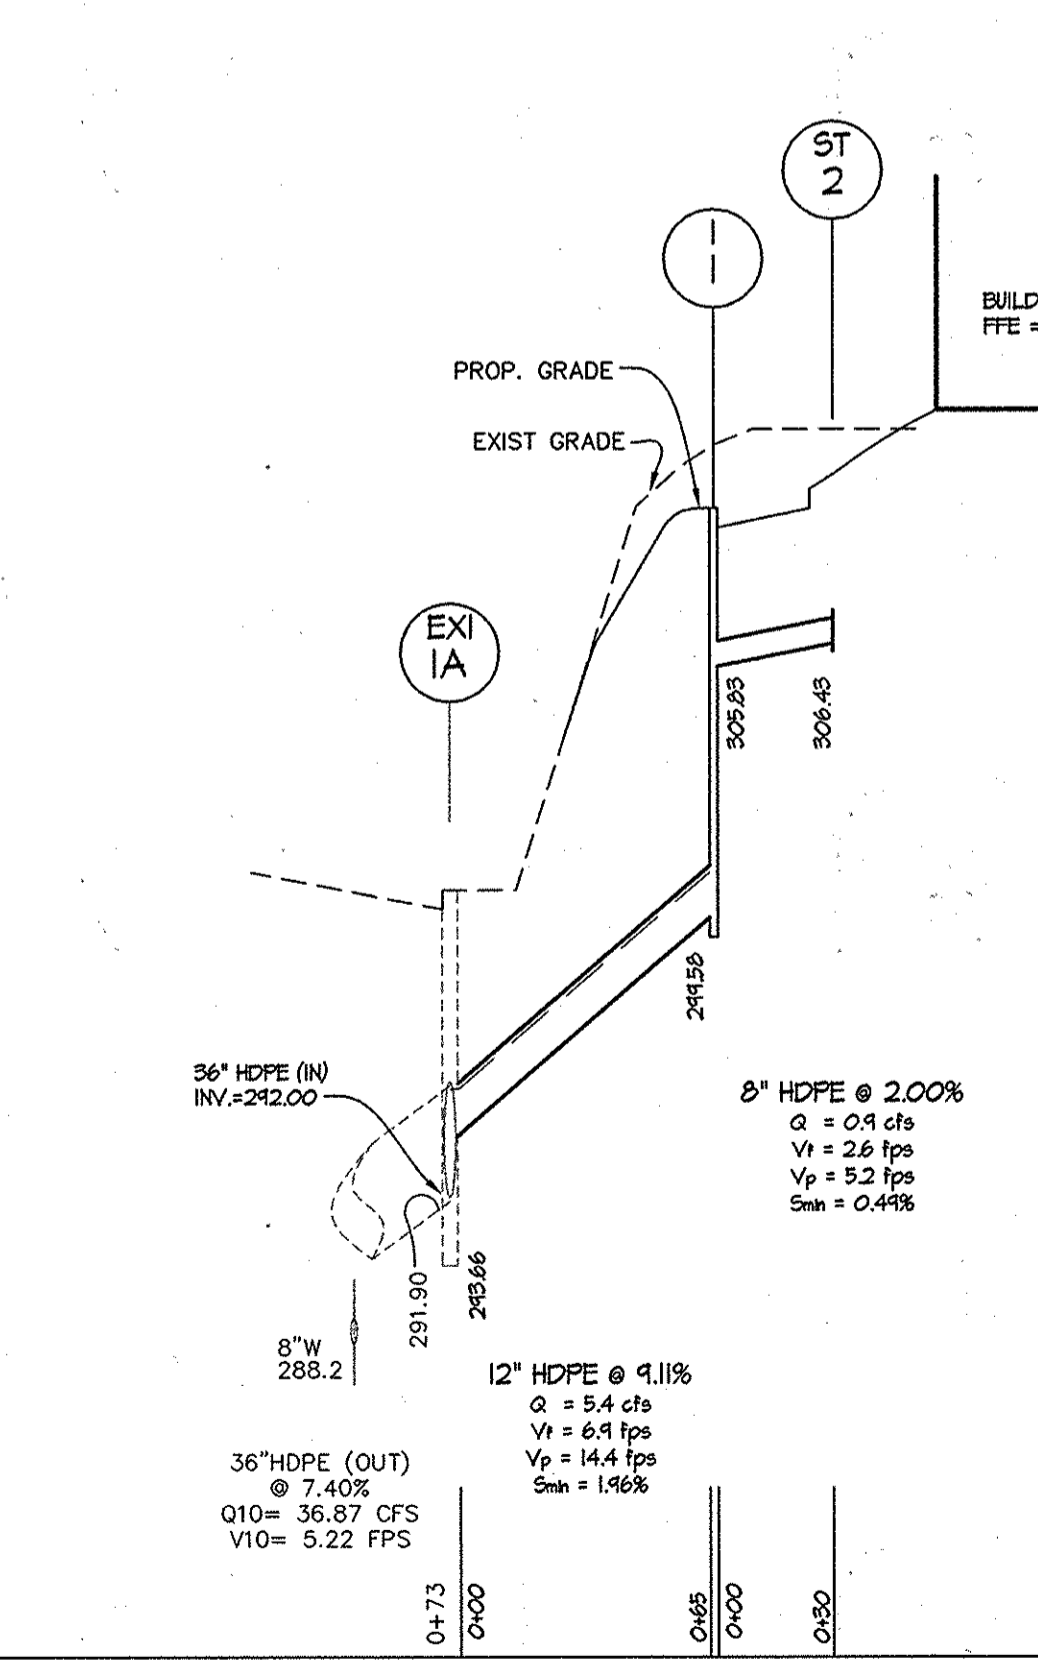 ST
2
BUILD
FFE =
PROP. GRADE
EXIST GRADE
EXI
1A
305.83
306.43
299.58
36" HDPE (IN)
INV.=292.00
8" HDPE @ 2.00%
Q = 0.9 cfs
Vf = 2.6 fps
Vp = 5.2 fps
Smin = 0.49%
291.90
293.66
8"W
288.2
12" HDPE @ 9.11%
Q = 5.4 cfs
Vf = 6.9 fps
Vp = 14.4 fps
Smin = 1.96%
36"HDPE (OUT)
@ 7.40%
Q10= 36.87 CFS
V10= 5.22 FPS
0+73
0+00
0+65
0+00
0+30